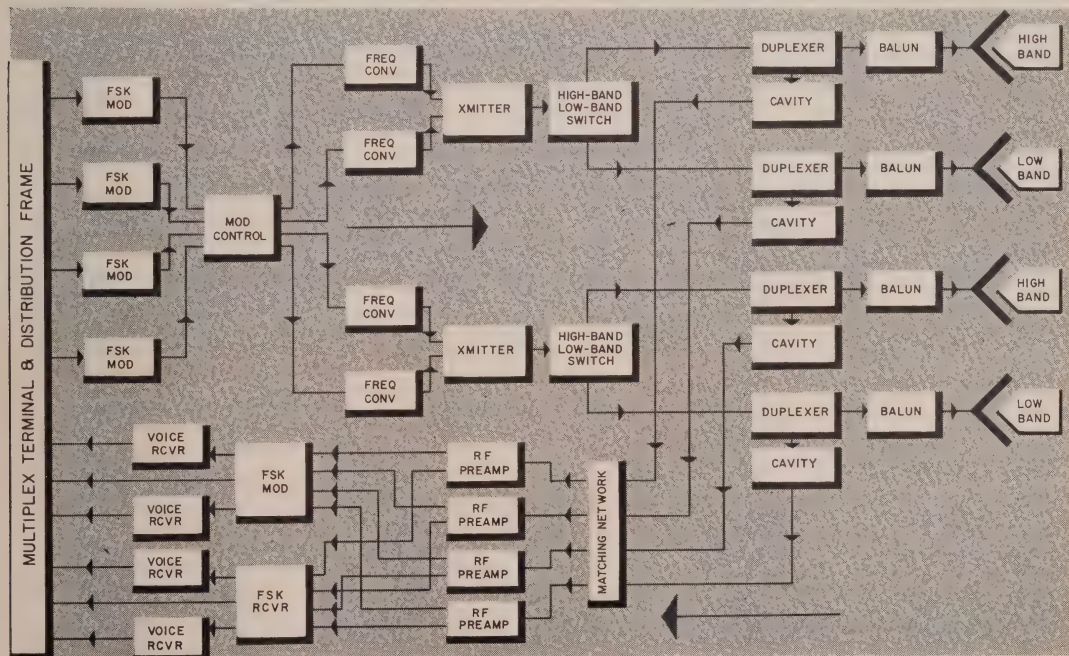 MULTIPLEX TERMINAL & DISTRIBUTION FRAME
FSK
MOD
FSK
MOD
FSK
MOD
FSK
MOD
MOD
CONTROL
FREQ
CONV
FREQ
CONV
FREQ
CONV
FREQ
CONV
XMITTER
XMITTER
HIGH-BAND
LOW-BAND
SWITCH
HIGH-BAND
LOW-BAND
SWITCH
DUPLEXER
BALUN
HIGH
BAND
CAVITY
DUPLEXER
BALUN
LOW
BAND
CAVITY
DUPLEXER
BALUN
HIGH
BAND
CAVITY
DUPLEXER
BALUN
LOW
BAND
CAVITY
VOICE
RCVR
VOICE
RCVR
VOICE
RCVR
VOICE
RCVR
FSK
MOD
FSK
RCVR
RF
PREAMP
RF
PREAMP
RF
PREAMP
RF
PREAMP
MATCHING NETWORK